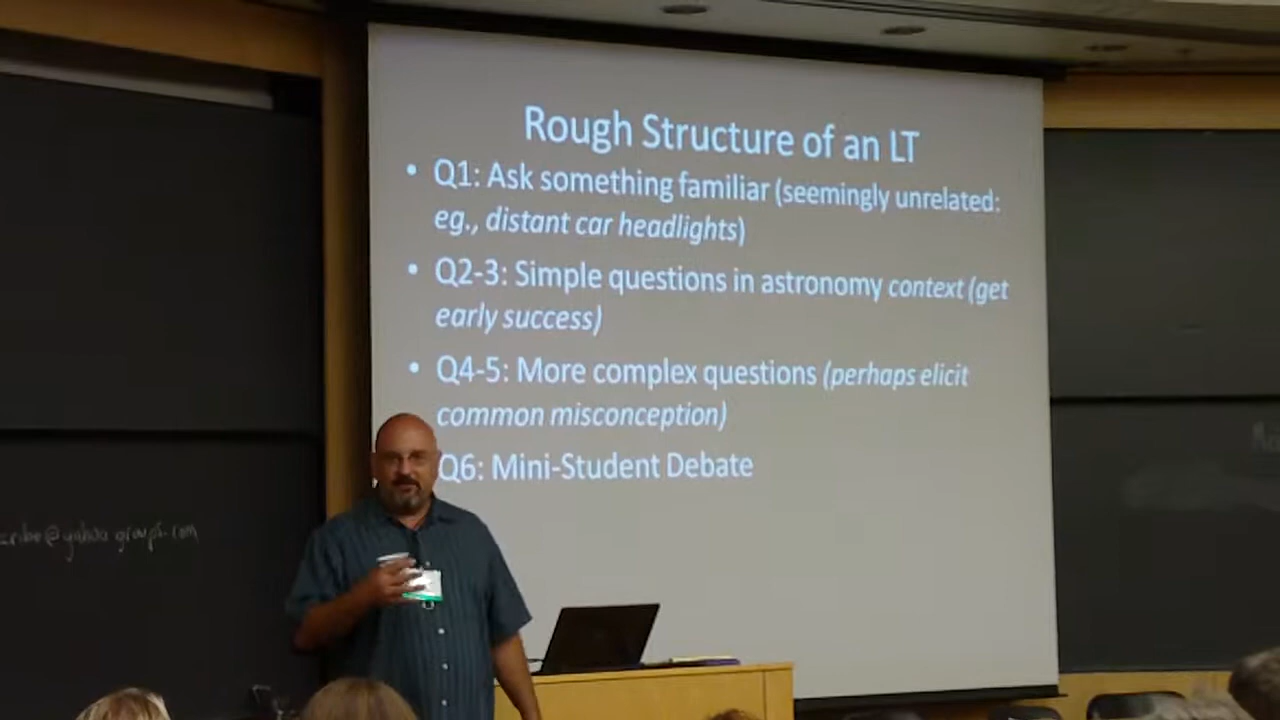 Rough Structure of an LT
• Q1: Ask something familiar (seemingly unrelated:
eg., distant car headlights)
• Q2-3: Simple questions in astronomy context (get
early success)
• Q4-5: More complex questions (perhaps elicit
common misconception)
Q6: Mini-Student Debate
@yahoogroups.com